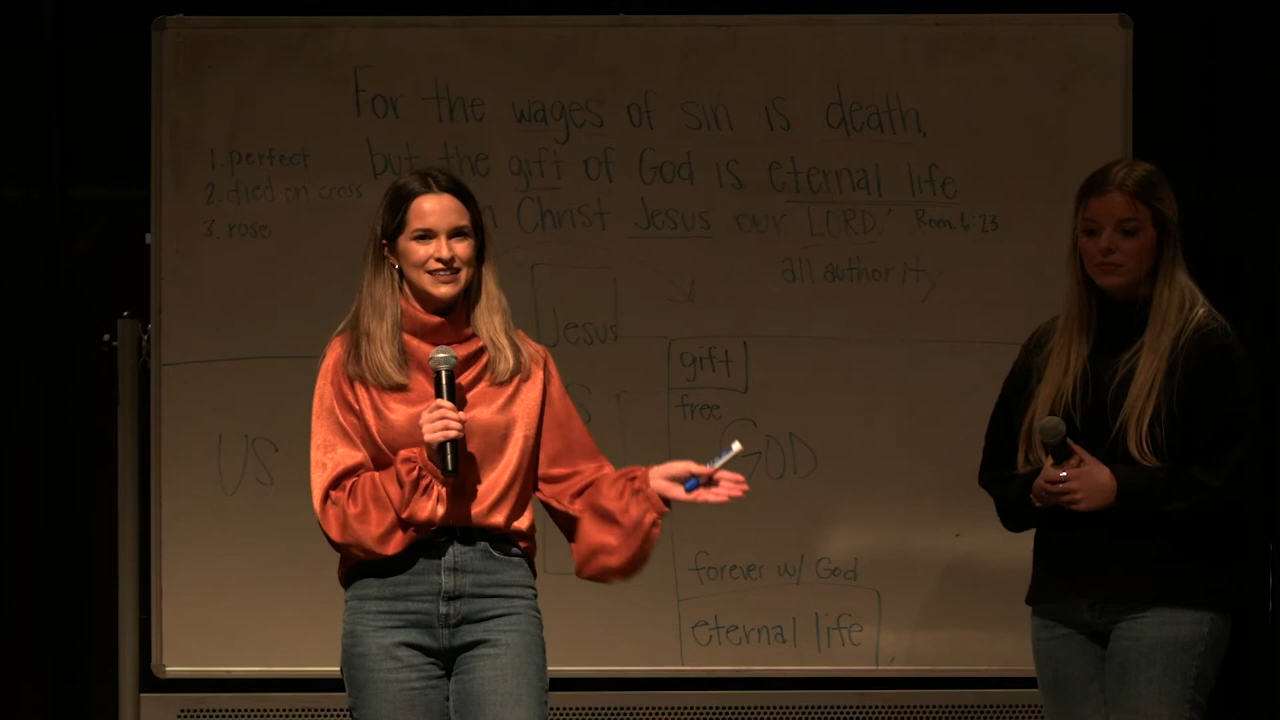 For the wages of sin is death,
but the gift of God is eternal life
Christ Jesus our LORD.' Rom. 6:23
1. perfect
2. died on cross
3. rose
all authority
Jesus
gift
free
US
GOD
forever w/ God
eternal life